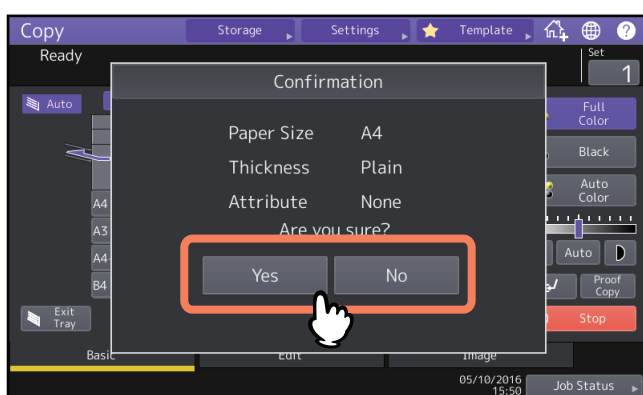 Copy
Storage
Settings
Template
?
Ready
Set
1
Auto
Confirmation
Paper Size A4
Thickness Plain
Attribute None
Are you sure?
Yes
No
Full
Color
Black
Auto
Color
A4
A3
A4
B4
Auto
Proof
Copy
Exit
Tray
Stop
Basic
Edit
Image
05/10/2016
15:50
Job Status